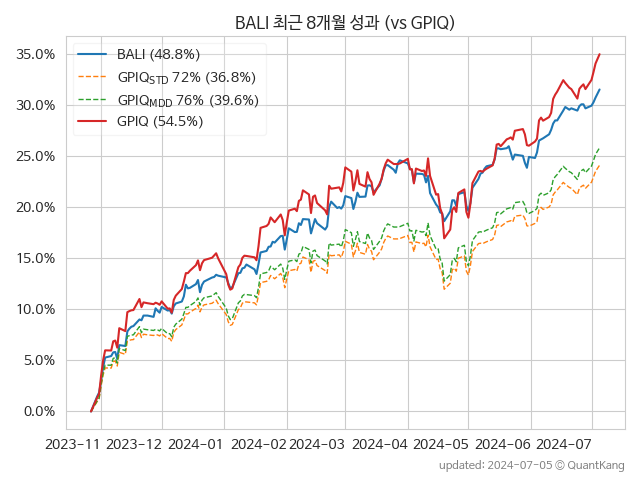 BALI 최근 8개월 성과 (vs GPIQ)
35.0%
30.0%
25.0%
20.0%
15.0%
10.0%
5.0%
0.0%
BALI (48.8%)
GPIQSTD 72% (36.8%)
GPIQMDD 76% (39.6%)
GPIQ (54.5%)
2023-11 2023-12 2024-01 2024-02 2024-03 2024-04 2024-05 2024-06 2024-07
updated: 2024-07-05 © QuantKang